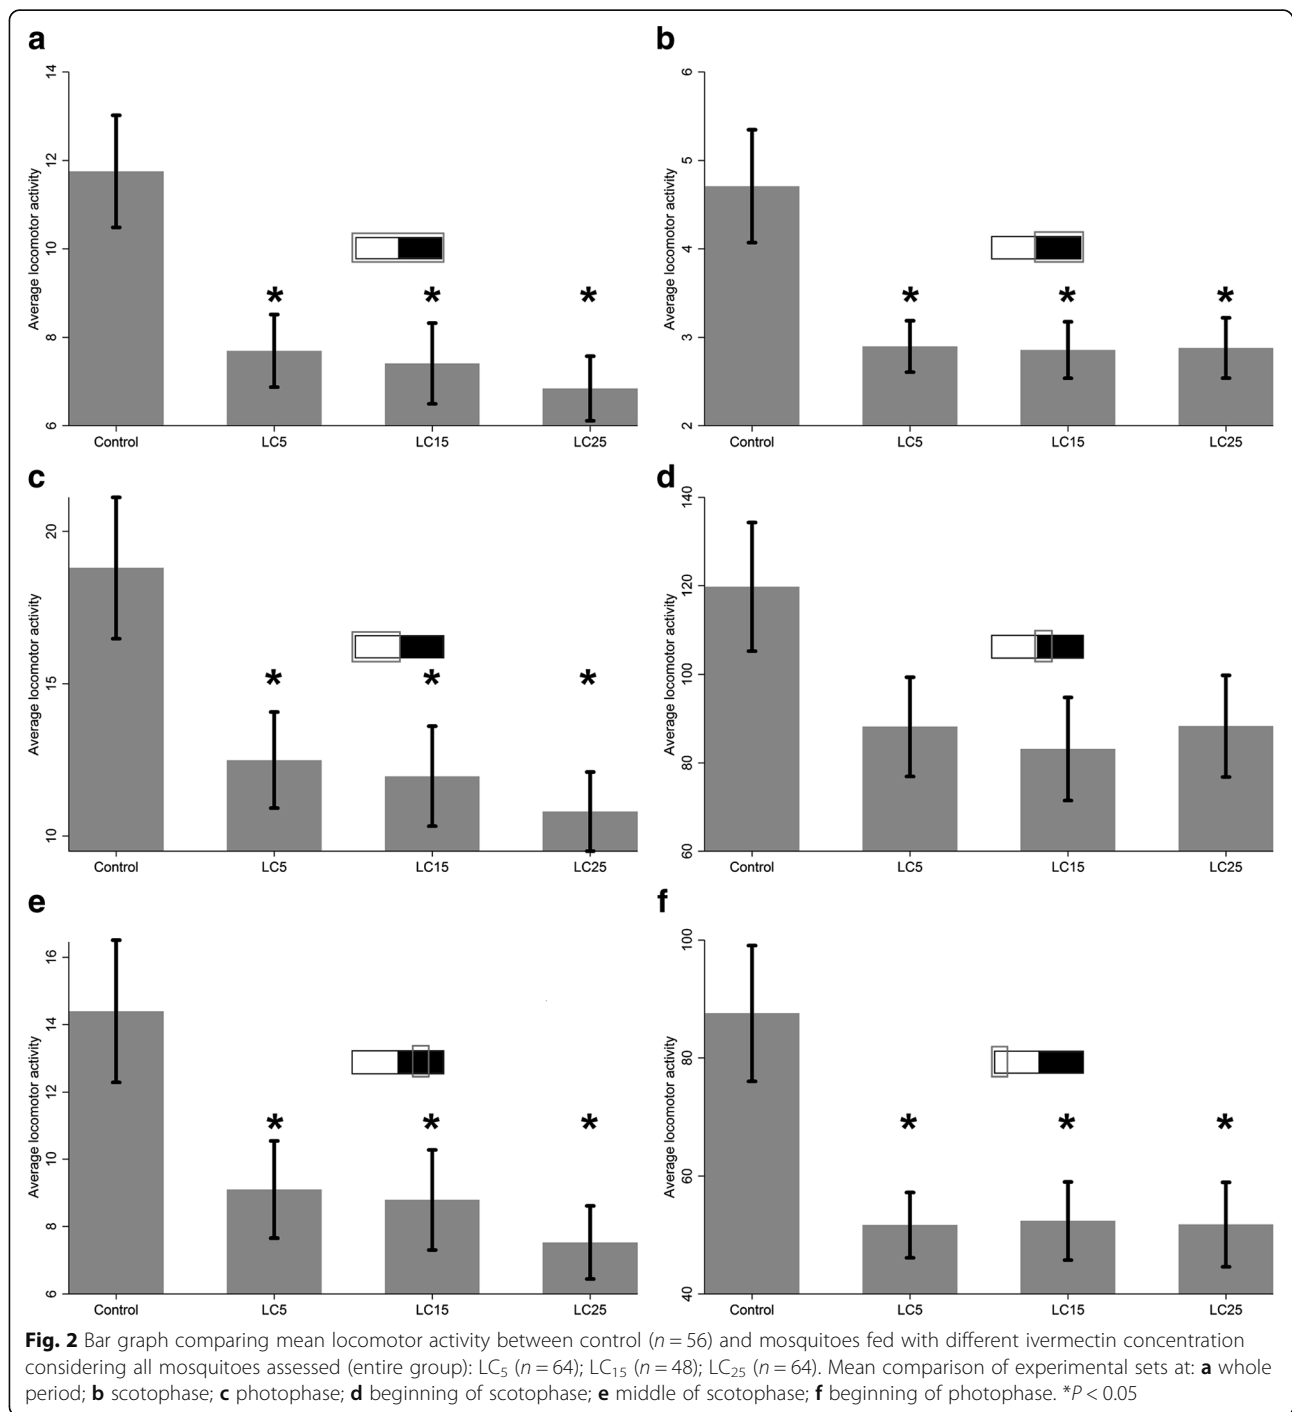 a
14
12
10
8
6
Average locomotor activity
* * *
Control LC5 LC15 LC25
b
6
5
4
3
2
Average locomotor activity
* * *
Control LC5 LC15 LC25
c
20
15
10
Average locomotor activity
* * *
Control LC5 LC15 LC25
d
140
120
100
80
60
Average locomotor activity
Control LC5 LC15 LC25
e
16
14
12
10
8
6
Average locomotor activity
* * *
Control LC5 LC15 LC25
f
100
80
60
40
Average locomotor activity
* * *
Control LC5 LC15 LC25
Fig. 2 Bar graph comparing mean locomotor activity between control (n = 56) and mosquitoes fed with different ivermectin concentration
considering all mosquitoes assessed (entire group): LC5 (n = 64); LC15 (n = 48); LC25 (n = 64). Mean comparison of experimental sets at: a whole
period; b scotophase; c photophase; d beginning of scotophase; e middle of scotophase; f beginning of photophase. *P < 0.05